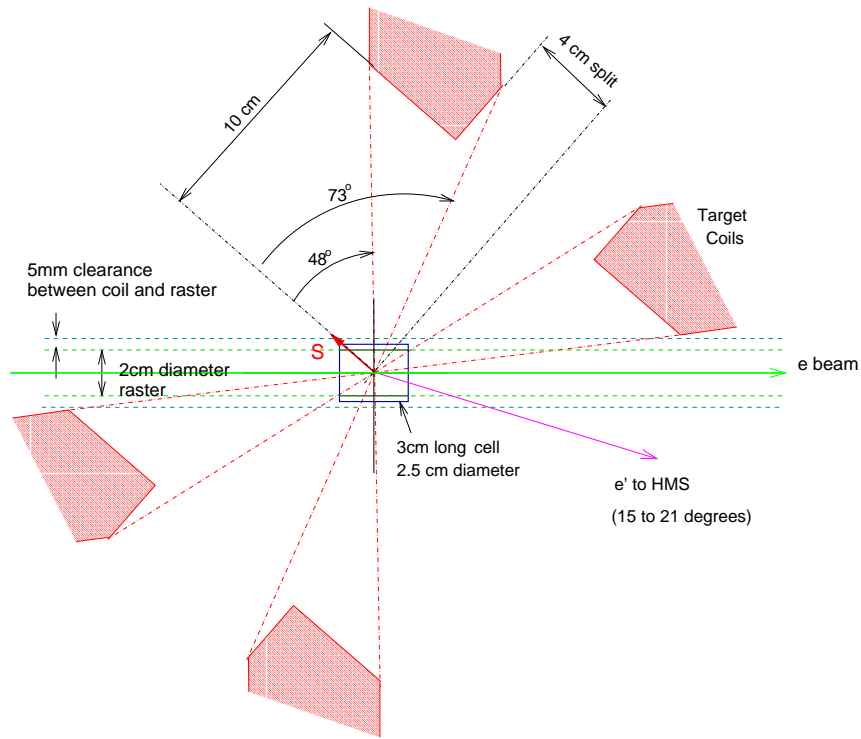 4 cm split
10 cm
73°
48°
Target
Coils
5mm clearance
between coil and raster
S
2cm diameter
raster
e beam
3cm long cell
2.5 cm diameter
e' to HMS
(15 to 21 degrees)